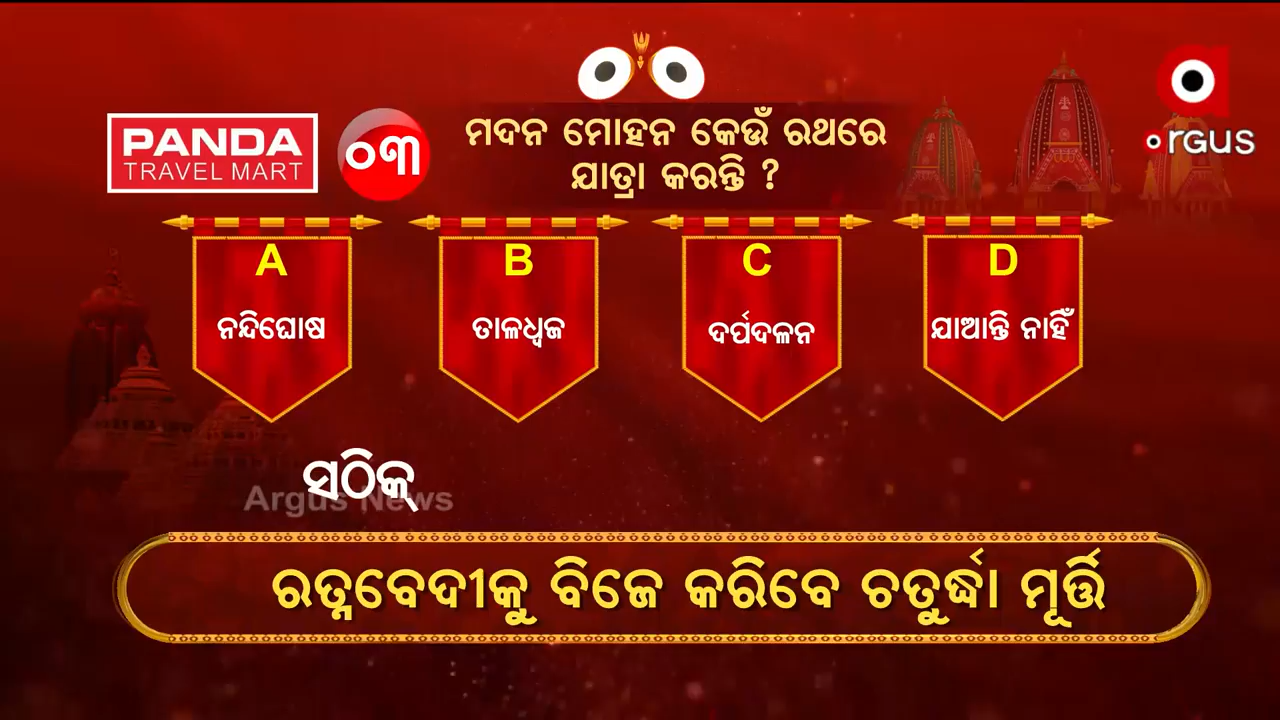 PANDA
TRAVEL MART
୦୩
ମଦନ ମୋହନ କେଉଁ ରଥରେ
ଯାତ୍ରା କରନ୍ତି ?
argus
A
ନନ୍ଦିଘୋଷ
B
ତାଳଧ୍ୱଜ
C
ଦର୍ପଦଳନ
D
ଯାଆନ୍ତି ନାହିଁ
ସଠିକ୍
Argus News
ରତ୍ନବେଦୀକୁ ବିଜେ କରିବେ ଚତୁର୍ଦ୍ଧା ମୂର୍ତ୍ତି